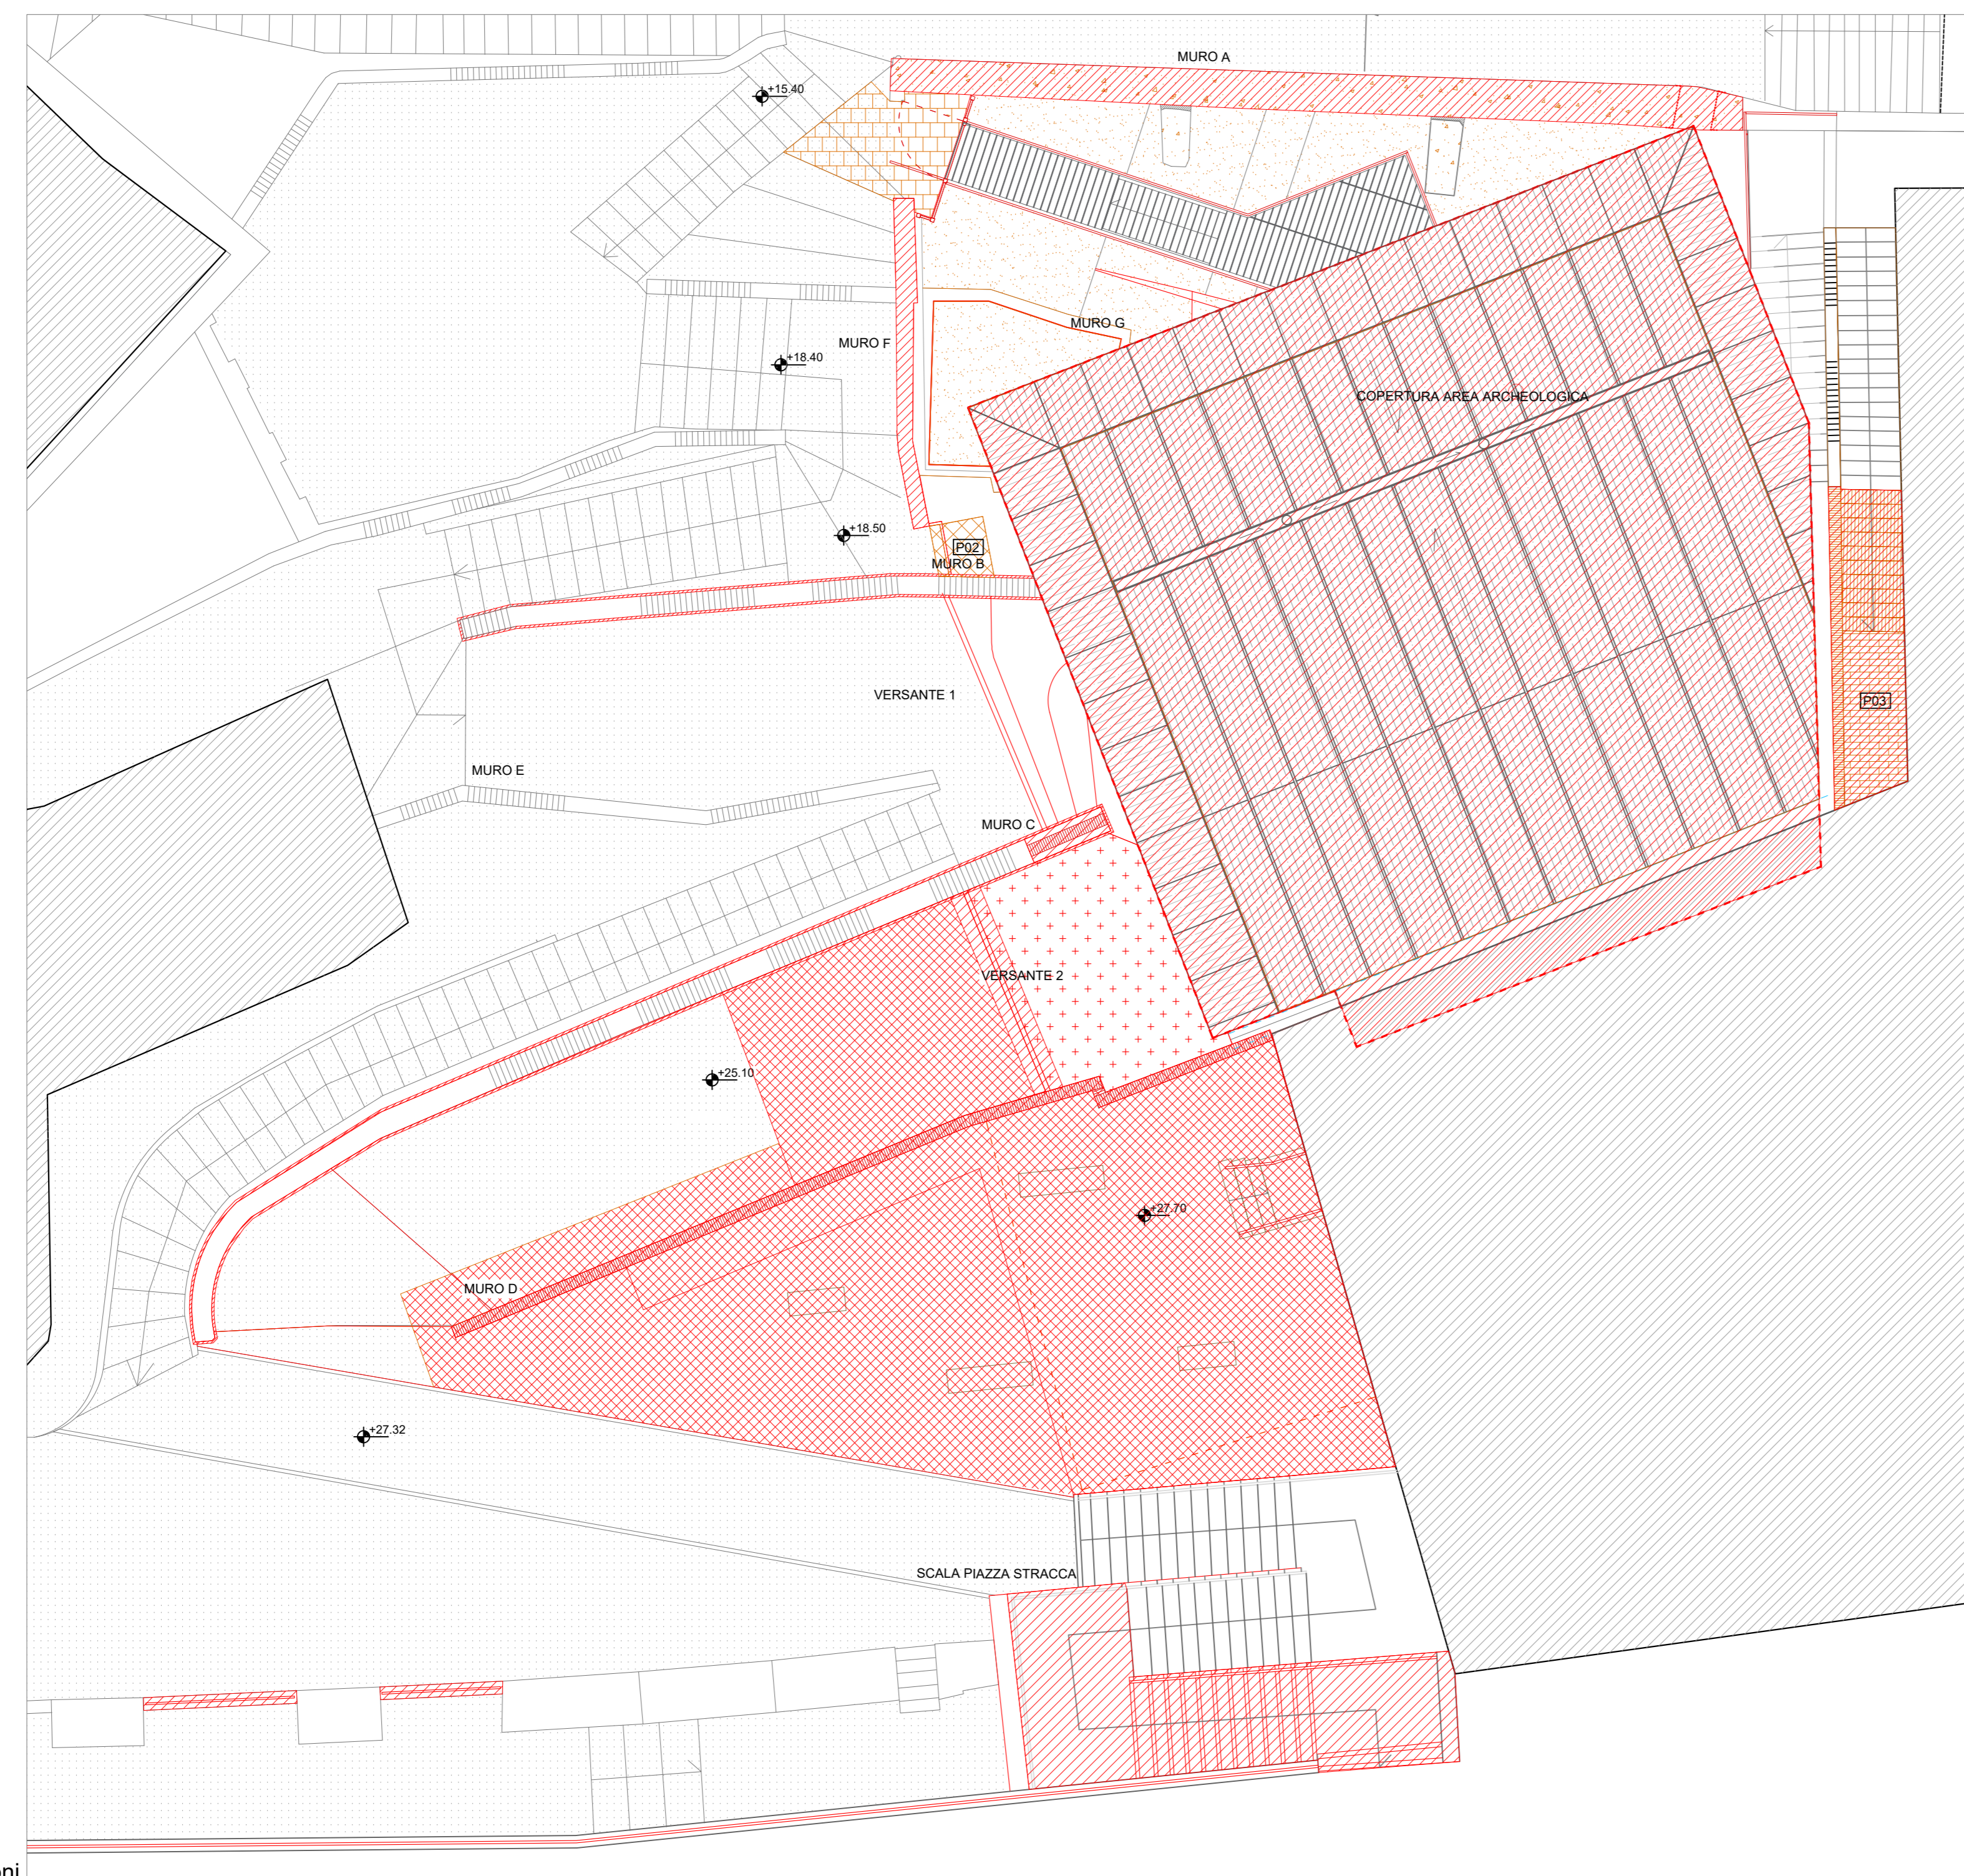 MURO A
+15.40
MURO G
MURO F
+18.40
COPERTURA AREA ARCHEOLOGICA
+18.50
P02
MURO B
VERSANTE 1
P03
MURO E
MURO C
VERSANTE 2
+25.10
+27.70
MURO D
+27.32
SCALA PIAZZA STRACCA
oni